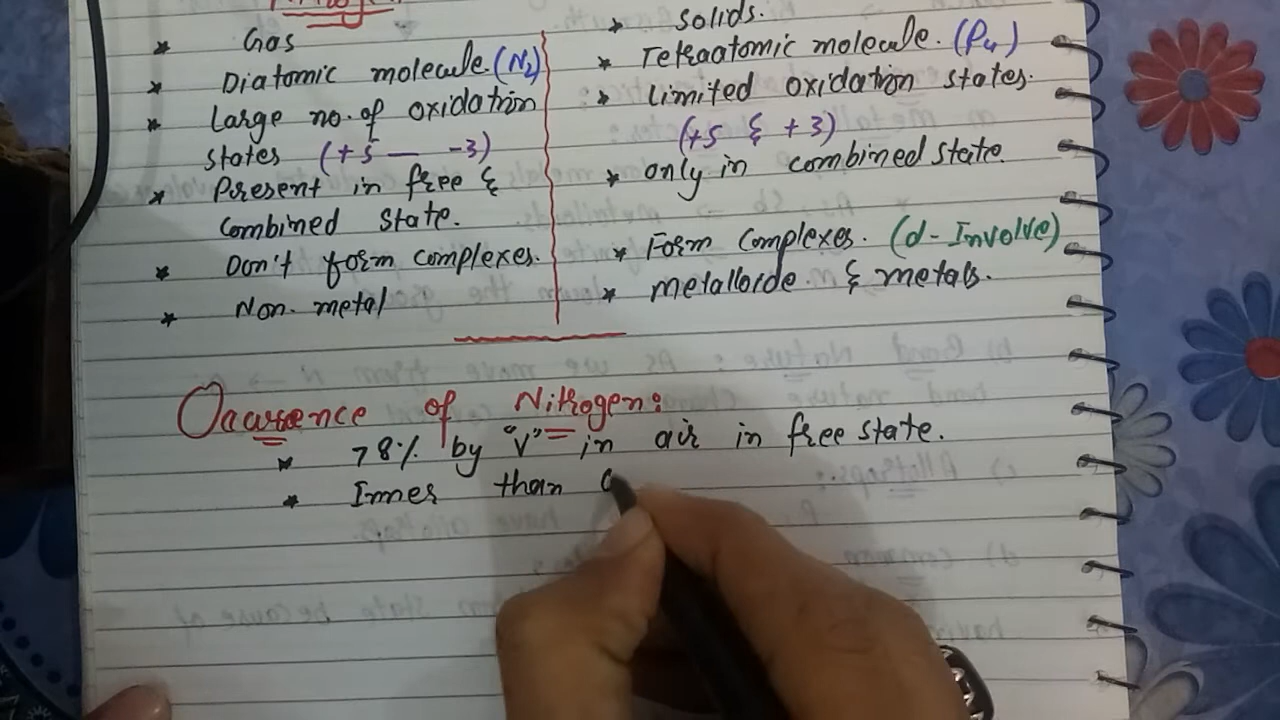 * Gas
* Diatomic molecule. (N2)
* Large no. of oxidation
states (+5 — -3)
* Present in free &
Combined state.
* Don't form complexes.
* Non. metal
* Solids.
* Tetraatomic molecule. (P4)
* Limited oxidation states.
(+5 & +3)
* only in combined state.
* Form Complexes. (d-Involve)
* metalloide & metals.
Occurrence of Nitrogen:
* 78% by "V" in air in free state.
* than